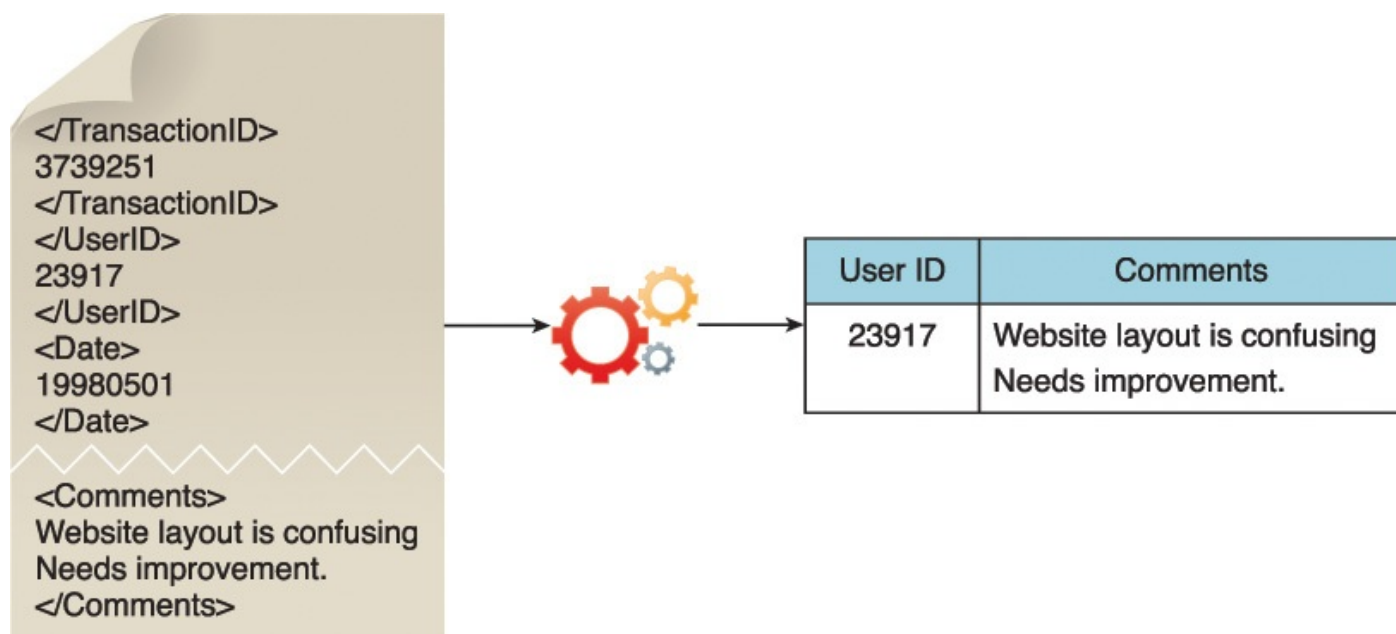 </TransactionID>
3739251
</TransactionID>
</UserID>
23917
</UserID>
<Date>
19980501
</Date>
<Comments>
Website layout is confusing
Needs improvement.
</Comments>
User ID Comments
23917 Website layout is confusing
Needs improvement.